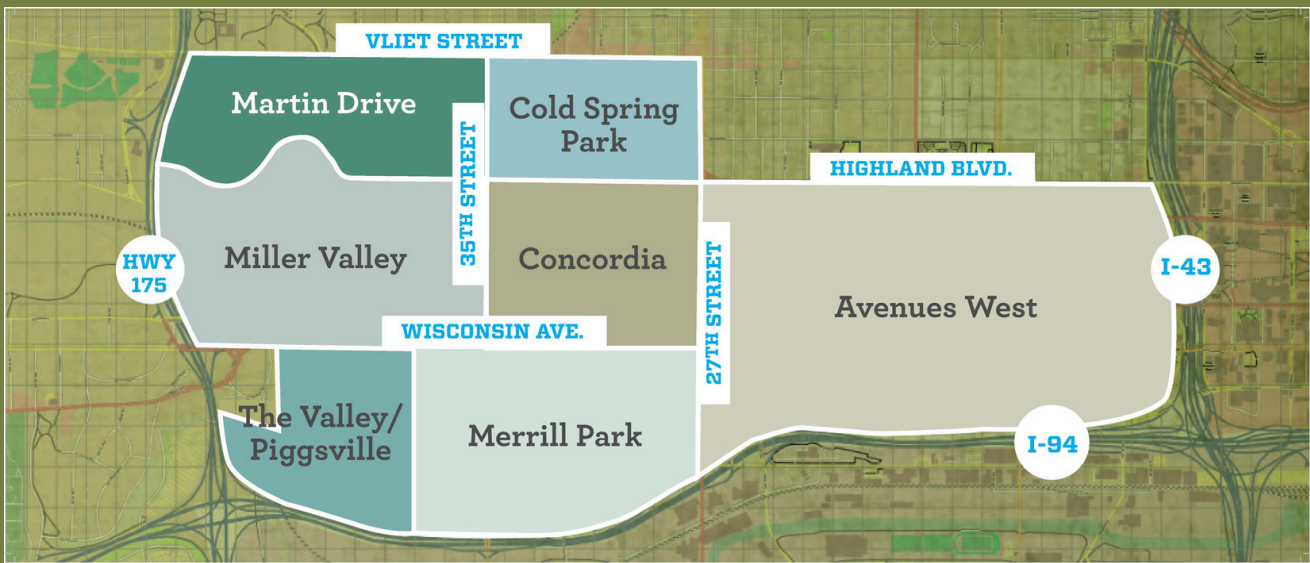 VLIET STREET
Martin Drive
Cold Spring
Park
35TH STREET
HIGHLAND BLVD.
HWY
175
Miller Valley
Concordia
27TH STREET
Avenues West
I-43
WISCONSIN AVE.
The Valley/
Piggsville
Merrill Park
I-94